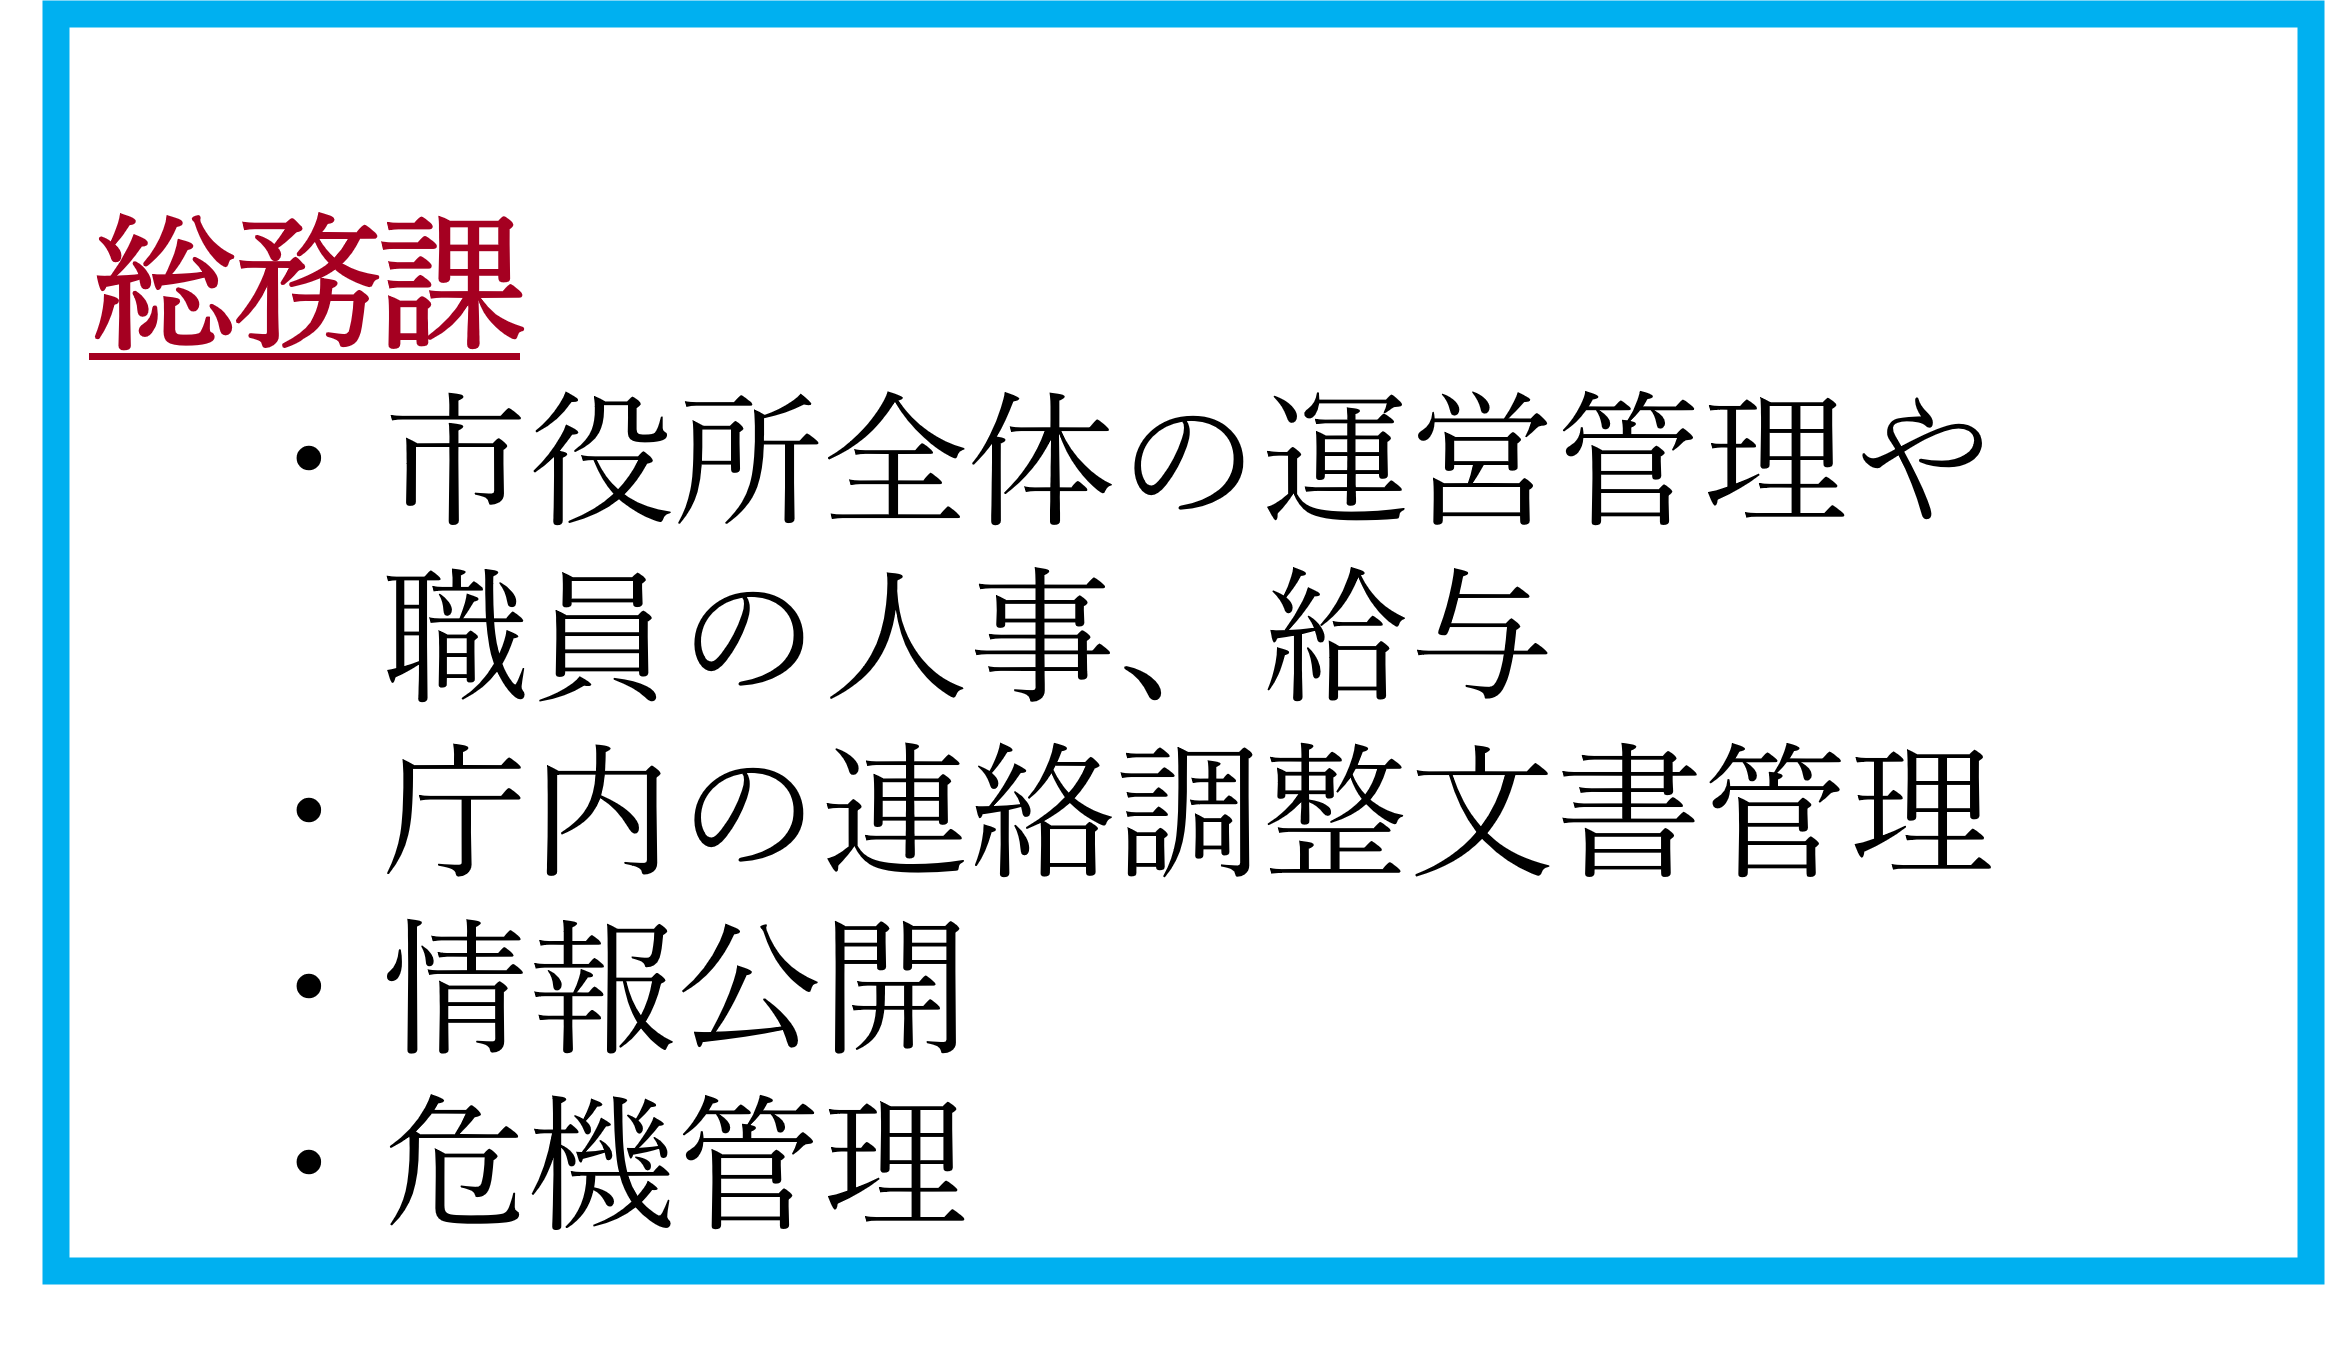 総務課
・市役所全体の運営管理や
職員の人事、給与
・庁内の連絡調整文書管理
・情報公開
・危機管理